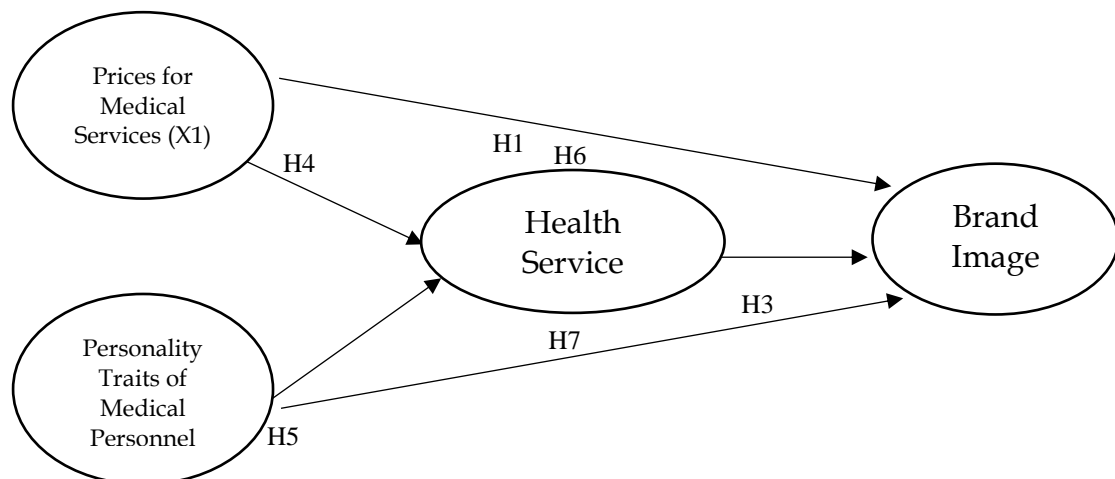 Prices for
Medical
Services (X1)
H1
H6
H4
Health
Service
Brand
Image
H3
H7
Personality
Traits of
Medical
Personnel
H5